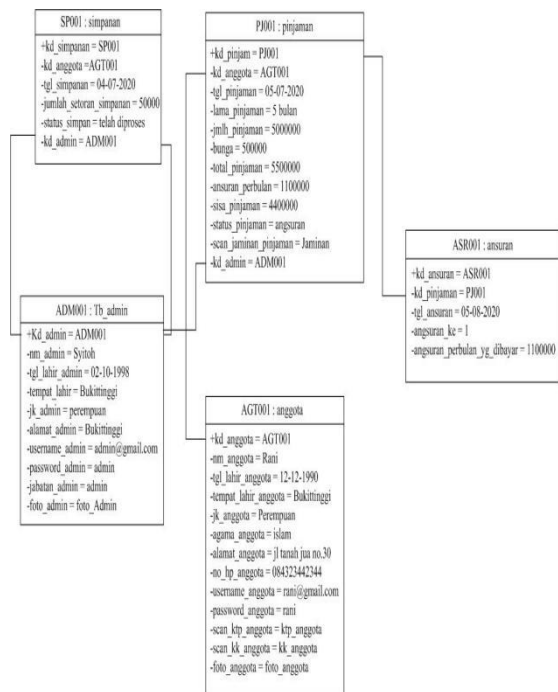 SP001 : simpanan
+kd_simpanan = SP001
-kd_anggota =AGT001
-tgl_simpanan = 04-07-2020
-jumlah_setoran_simpanan = 50000
-status_simpan = telah diproses
-kd_admin = ADM001
PJ001 : pinjaman
+kd_pinjam = PJ001
-kd_anggota = AGT001
-tgl_pinjaman = 05-07-2020
-lama_pinjaman = 5 bulan
-jmlh_pinjaman = 5000000
-bunga = 500000
-total_pinjaman = 5500000
-ansuran_perbulan = 1100000
-sisa_pinjaman = 4400000
-status_pinjaman = angsuran
-scan_jaminan_pinjaman = Jaminan
-kd_admin = ADM001
ASR001 : ansuran
+kd_ansuran = ASR001
-kd_pinjaman = PJ001
-tgl_ansuran = 05-08-2020
-angsuran_ke = 1
-angsuran_perbulan_yg_dibayar = 1100000
ADM001 : Tb_admin
+Kd_admin = ADM001
-nm_admin = Syitoh
-tgl_lahir_admin = 02-10-1998
-tempat_lahir = Bukittinggi
-jk_admin = perempuan
-alamat_admin = Bukittinggi
-username_admin = admin@gmail.com
-password_admin = admin
-jabatan_admin = admin
-foto_admin = foto_Admin
AGT001 : anggota
+kd_anggota = AGT001
-nm_anggota = Rani
-tgl_lahir_anggota = 12-12-1990
-tempat_lahir_anggota = Bukittinggi
-jk_anggota = Perempuan
-agama_anggota = islam
-alamat_anggota = jl tanah jua no.30
-no_hp_anggota = 084323442344
-username_anggota = rani@gmail.com
-password_anggota = rani
-scan_ktp_anggota = ktp_anggota
-scan_kk_anggota = kk_anggota
-foto_anggota = foto_anggota